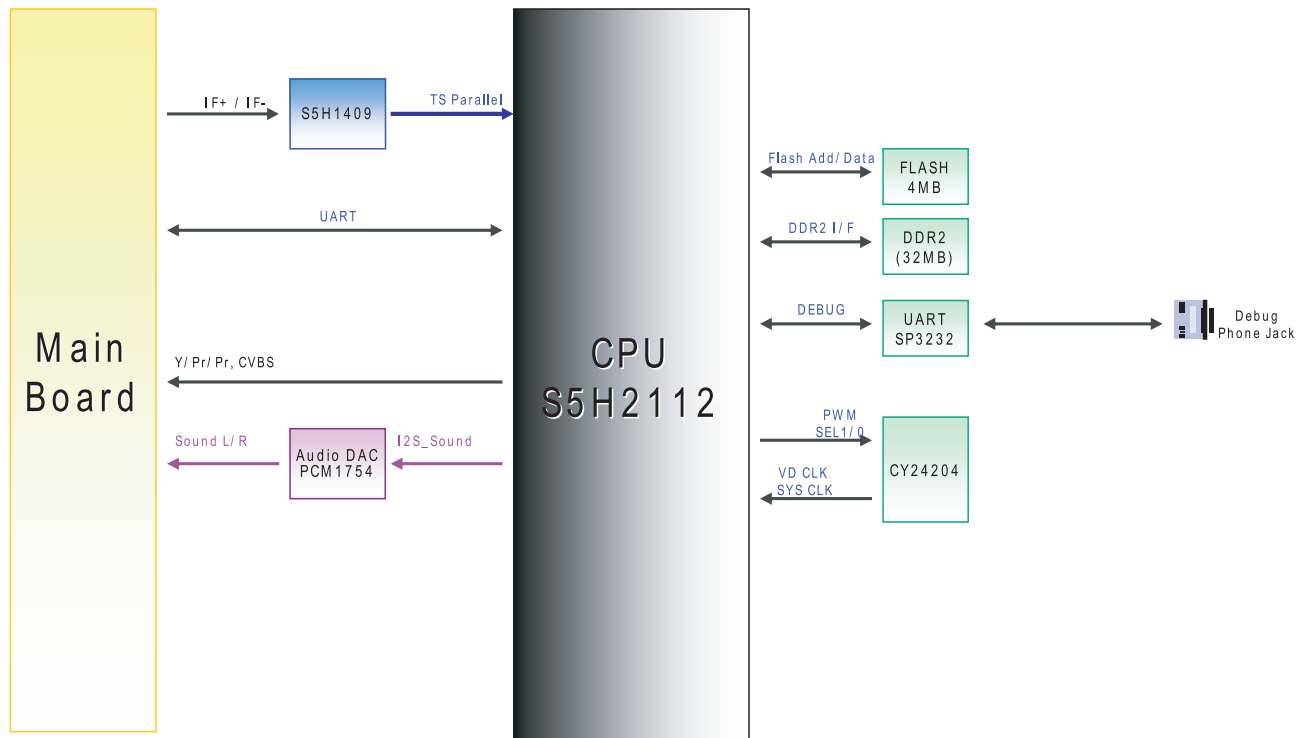 Main
Board
IF+ / IF-
S5H1409
TS Parallel
UART
Y/ Pr/ Pr, CVBS
Sound L/ R
Audio DAC
PCM1754
I2S_Sound
CPU
S5H2112
Flash Add/ Data
FLASH
4MB
DDR2 I/ F
DDR2
(32MB)
DEBUG
UART
SP3232
Debug
Phone Jack
PWM
SEL1/ 0
VD CLK
SYS CLK
CY24204